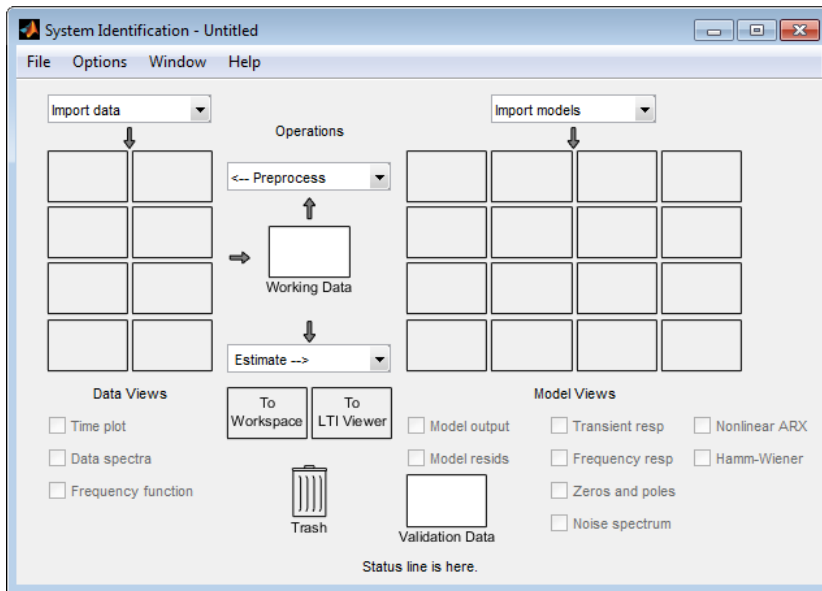 System Identification - Untitled
File Options Window Help
Import data
Import models
Operations
<-- Preprocess
Working Data
Estimate -->
Data Views
Model Views
To Workspace
To LTI Viewer
Time plot
Data spectra
Frequency function
Model output
Model resids
Transient resp
Frequency resp
Zeros and poles
Noise spectrum
Nonlinear ARX
Hamm-Wiener
Trash
Validation Data
Status line is here.